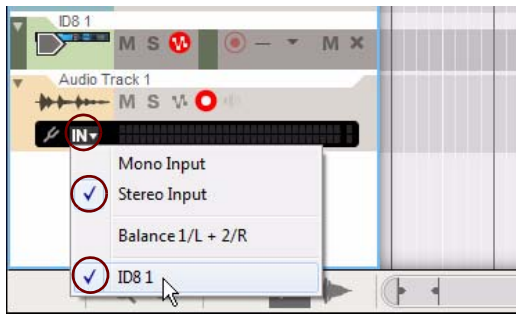 ID8 1
M S M ×
Audio Track 1
M S
IN
Mono Input
Stereo Input
Balance 1/L + 2/R
ID8 1